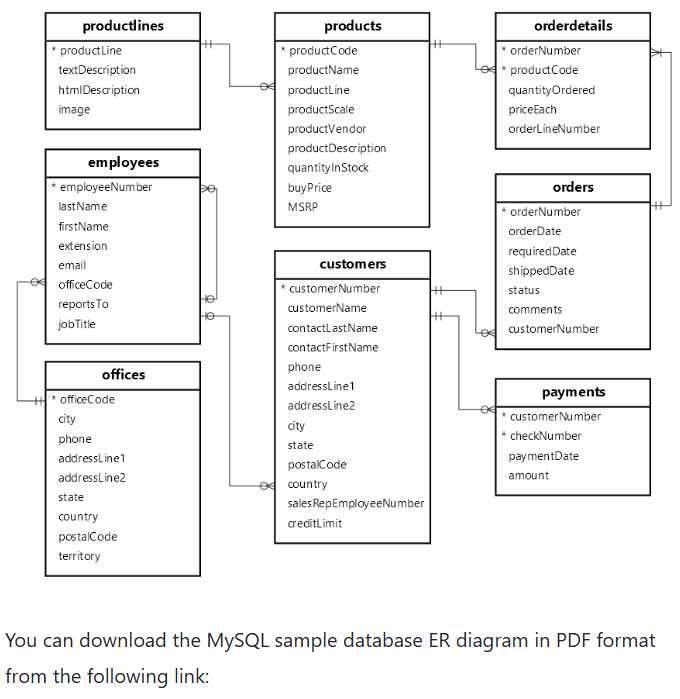 productlines
* productLine
textDescription
htmlDescription
image
products
* productCode
productName
productLine
productScale
productVendor
productDescription
quantityInStock
buyPrice
MSRP
orderdetails
* orderNumber
* productCode
quantityOrdered
priceEach
orderLineNumber
employees
* employeeNumber
lastName
firstName
extension
email
officeCode
reportsTo
jobTitle
customers
* customerNumber
customerName
contactLastName
contactFirstName
phone
addressLine1
addressLine2
city
state
postalCode
country
salesRepEmployeeNumber
creditLimit
orders
* orderNumber
orderDate
requiredDate
shippedDate
status
comments
customerNumber
offices
* officeCode
city
phone
addressLine1
addressLine2
state
country
postalCode
territory
payments
* customerNumber
* checkNumber
paymentDate
amount
You can download the MySQL sample database ER diagram in PDF format
from the following link: